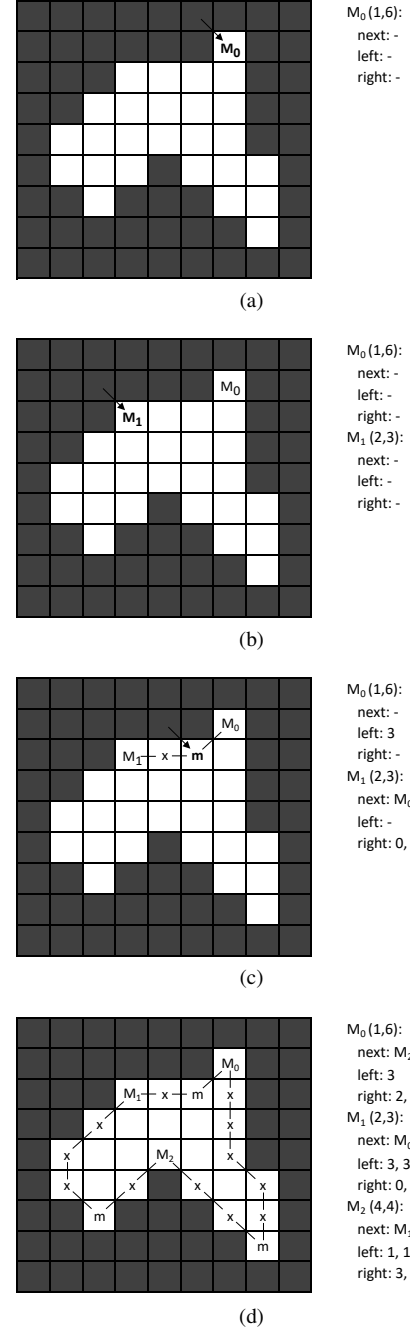 M₀ (1,6):
next: -
left: -
right: -
M₀
(a)
M₀ (1,6):
next: -
left: -
right: -
M₁ (2,3):
next: -
left: -
right: -
M₀
M₁
(b)
M₀ (1,6):
next: -
left: 3
right: -
M₁ (2,3):
next: M₀
left: -
right: 0,
M₀
M₁ x m
(c)
M₀ (1,6):
next: M₂
left: 3
right: 2,
M₁ (2,3):
next: M₀
left: 3, 3
right: 0,
M₂ (4,4):
next: M₁
left: 1, 1
right: 3,
M₀
M₁ x m x
x x
x M₂ x
x x x x
m x x
m
(d)